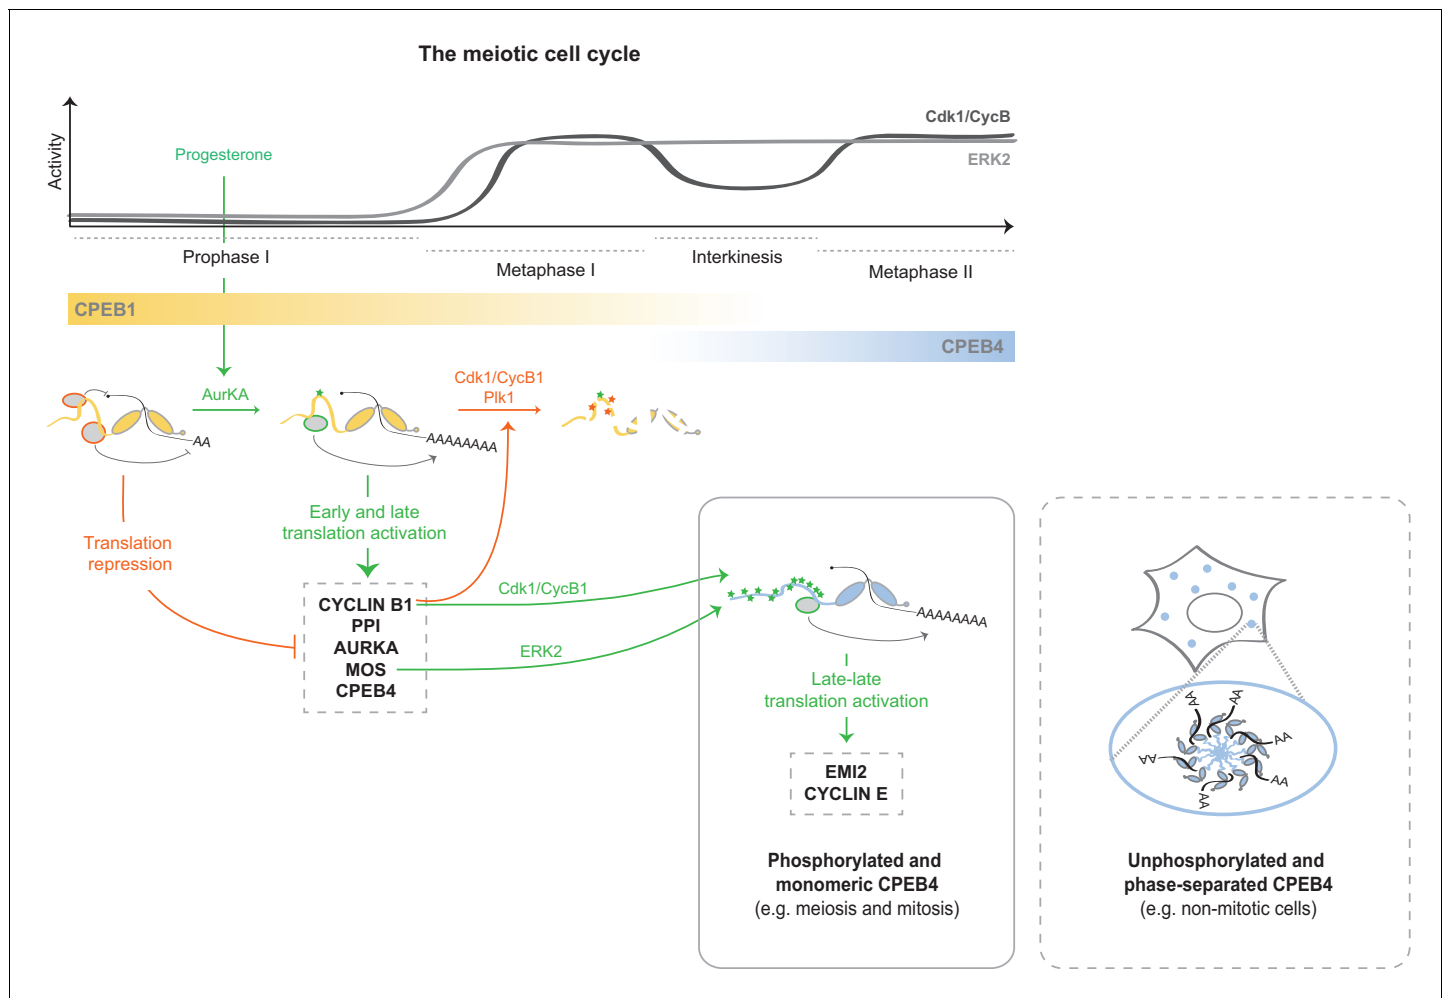 The meiotic cell cycle
Activity
Cdk1/CycB
ERK2
Progesterone
Prophase I
Metaphase I
Interkinesis
Metaphase II
CPEB1
CPEB4
AurKA
Cdk1/CycB1
Plk1
AA
AAAAAAAA
Translation
repression
Early and late
translation activation
CYCLIN B1
PPI
AURKA
MOS
CPEB4
Cdk1/CycB1
ERK2
AAAAAAAA
Late-late
translation activation
EMI2
CYCLIN E
Phosphorylated and
monomeric CPEB4
(e.g. meiosis and mitosis)
AA
AA
AA
AA
AA
AA
Unphosphorylated and
phase-separated CPEB4
(e.g. non-mitotic cells)